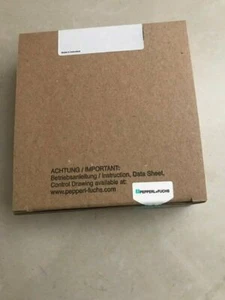 ACHTUNG / IMPORTANT:
Betriebsanleitung / Instruction, Data Sheet,
Control Drawing available at:
www.pepperl-fuchs.com
PEPPERL+FUCHS